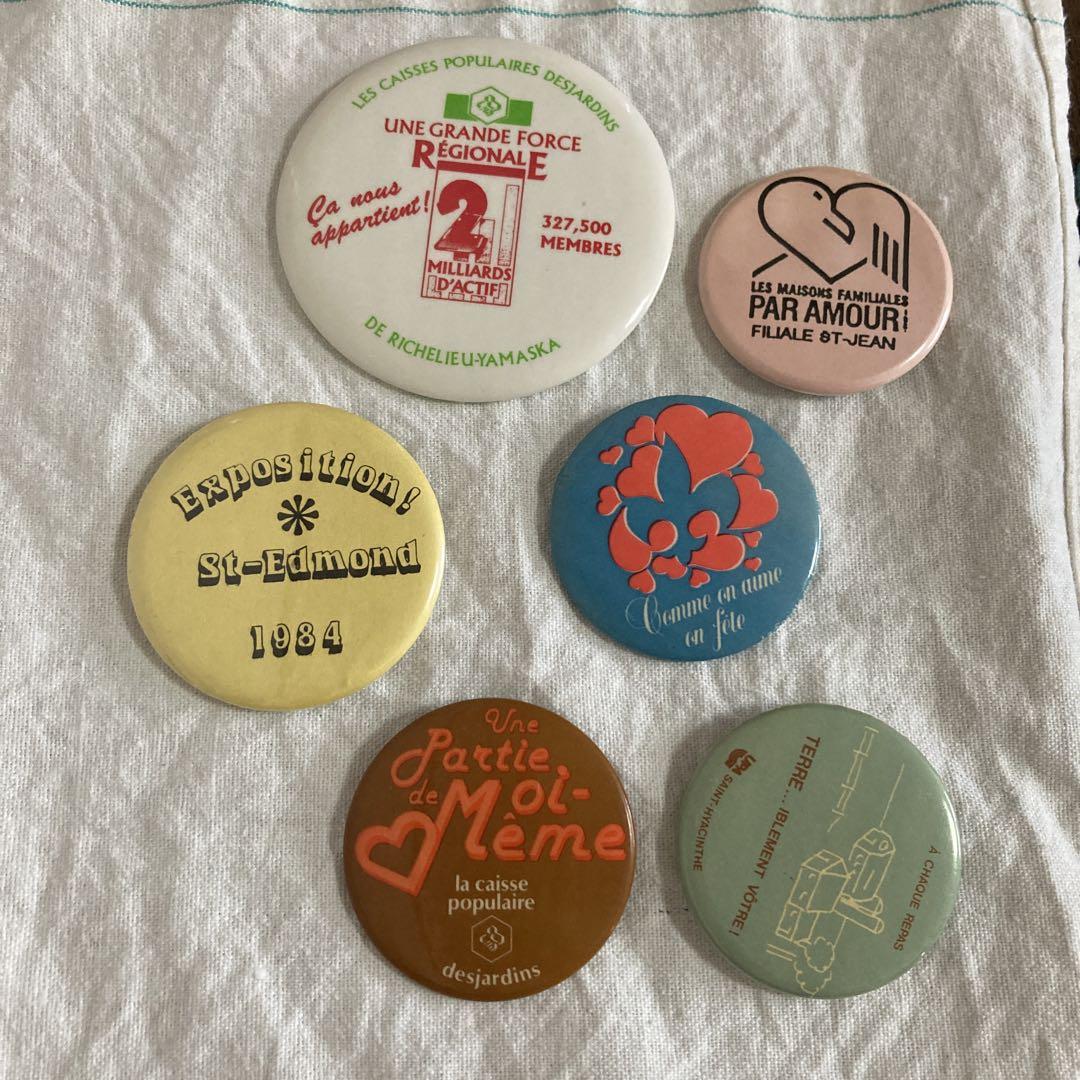 LES CAISSES POPULAIRES DESJARDINS
UNE GRANDE FORCE
RÉGIONALE
Ça nous
appartient!
2
MILLIARDS
D'ACTIF
327,500
MEMBRES
DE RICHELIEU-YAMASKA
LES MAISONS FAMILIALES
PAR AMOUR
FILIALE ST-JEAN
Exposition!
*
St-Edmond
1984
Comme on aime
on fête
Une
Partie
de Moi-
Même
la caisse
populaire
desjardins
UPA SAINT-HYACINTHE
TERRE...IBLEMENT VÔTRE!
À CHAQUE REPAS